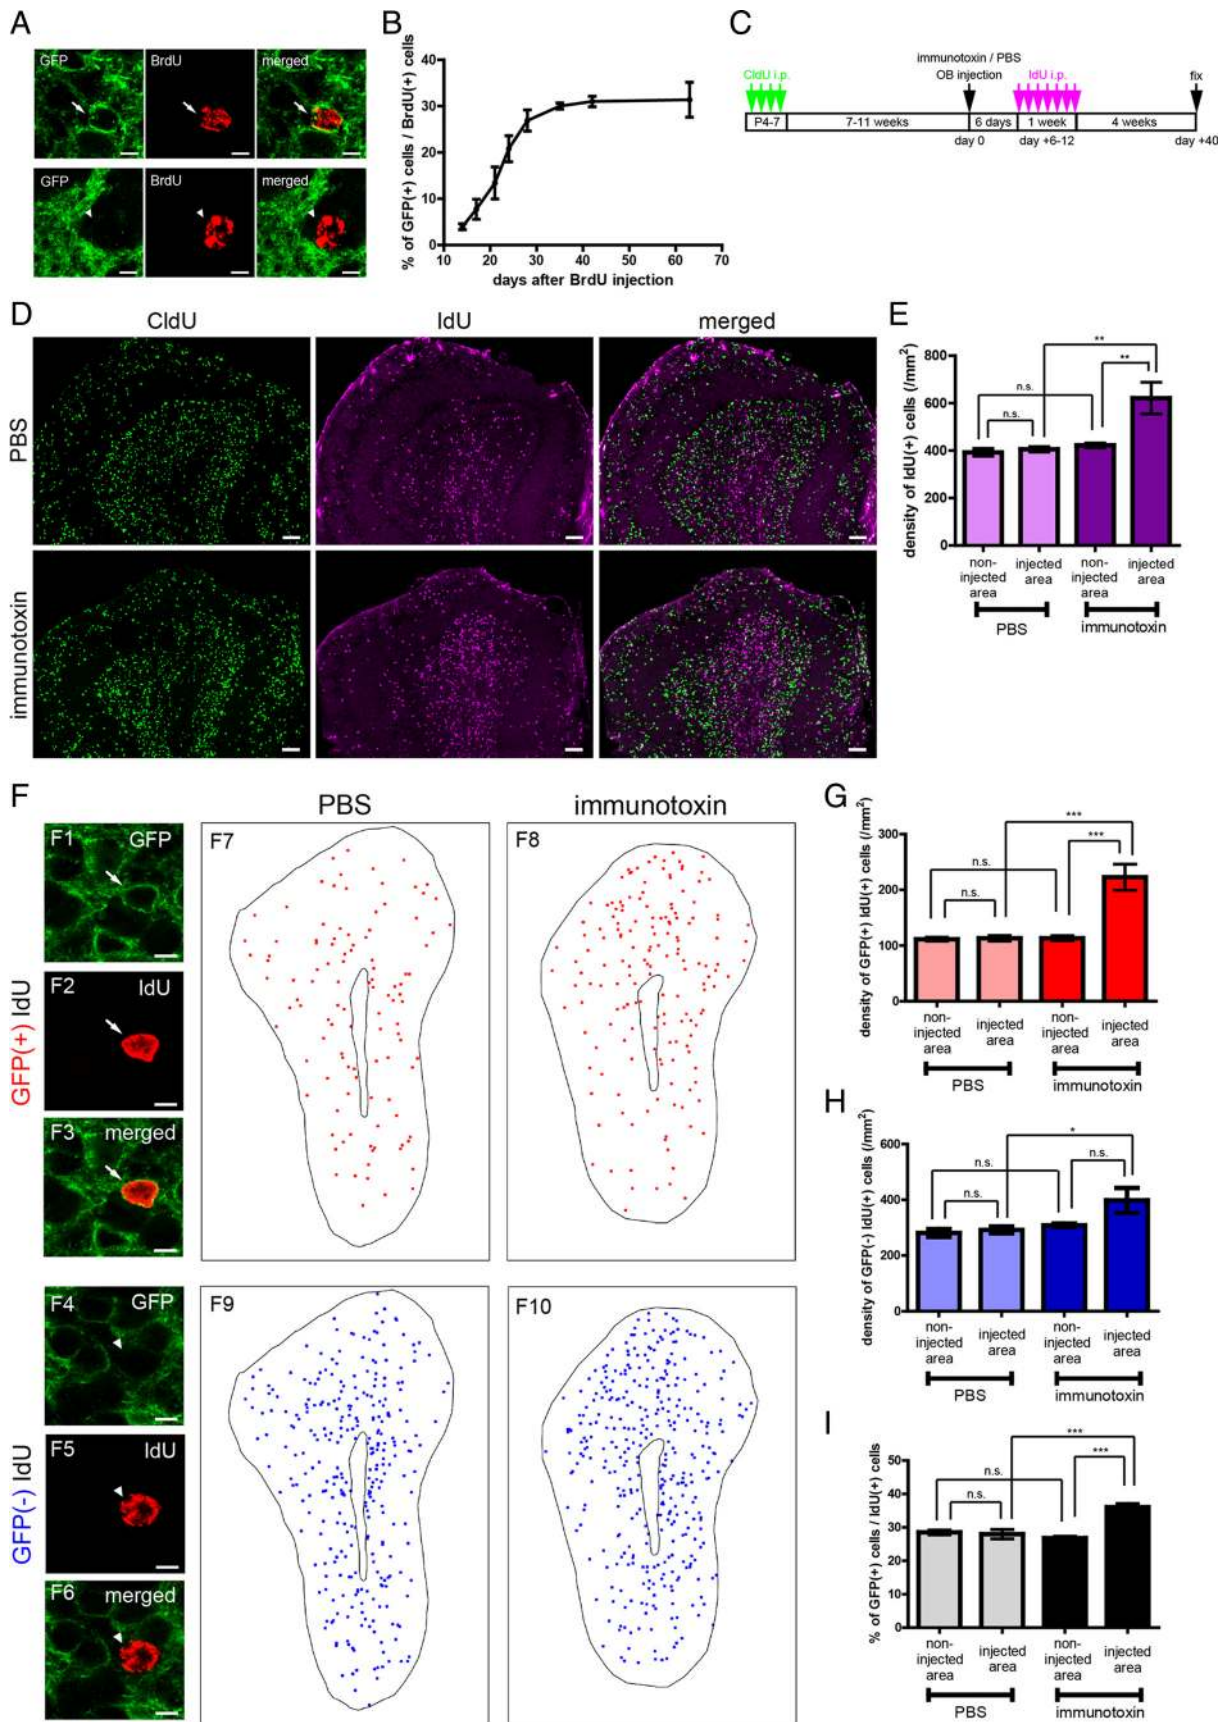 A
GFP BrdU merged
GFP BrdU merged
B
% of GFP(+) cells / BrdU(+) cells
40
30
20
10
0
10 20 30 40 50 60 70
days after BrdU injection
C
immunotoxin / PBS
CldU i.p. OB injection IdU i.p. fix
P4-7 7-11 weeks 6 days 1 week 4 weeks
day 0 day +6-12 day +40
D
CldU IdU merged
PBS
immunotoxin
E
density of IdU(+) cells (/mm²)
800
600
400
200
0
**
**
n.s.
n.s.
non-injected area injected area non-injected area injected area
PBS immunotoxin
F
PBS immunotoxin
GFP(+) IdU
F1 GFP
F2 IdU
F3 merged
F7
F8
GFP(-) IdU
F4 GFP
F5 IdU
F6 merged
F9
F10
G
density of GFP(+) IdU(+) cells (/mm²)
300
200
100
0
***
***
n.s.
n.s.
non-injected area injected area non-injected area injected area
PBS immunotoxin
H
density of GFP(-) IdU(+) cells (/mm²)
600
400
200
0
*
n.s.
n.s.
n.s.
non-injected area injected area non-injected area injected area
PBS immunotoxin
I
% of GFP(+) cells / IdU(+) cells
50
40
30
20
10
0
***
***
n.s.
n.s.
non-injected area injected area non-injected area injected area
PBS immunotoxin